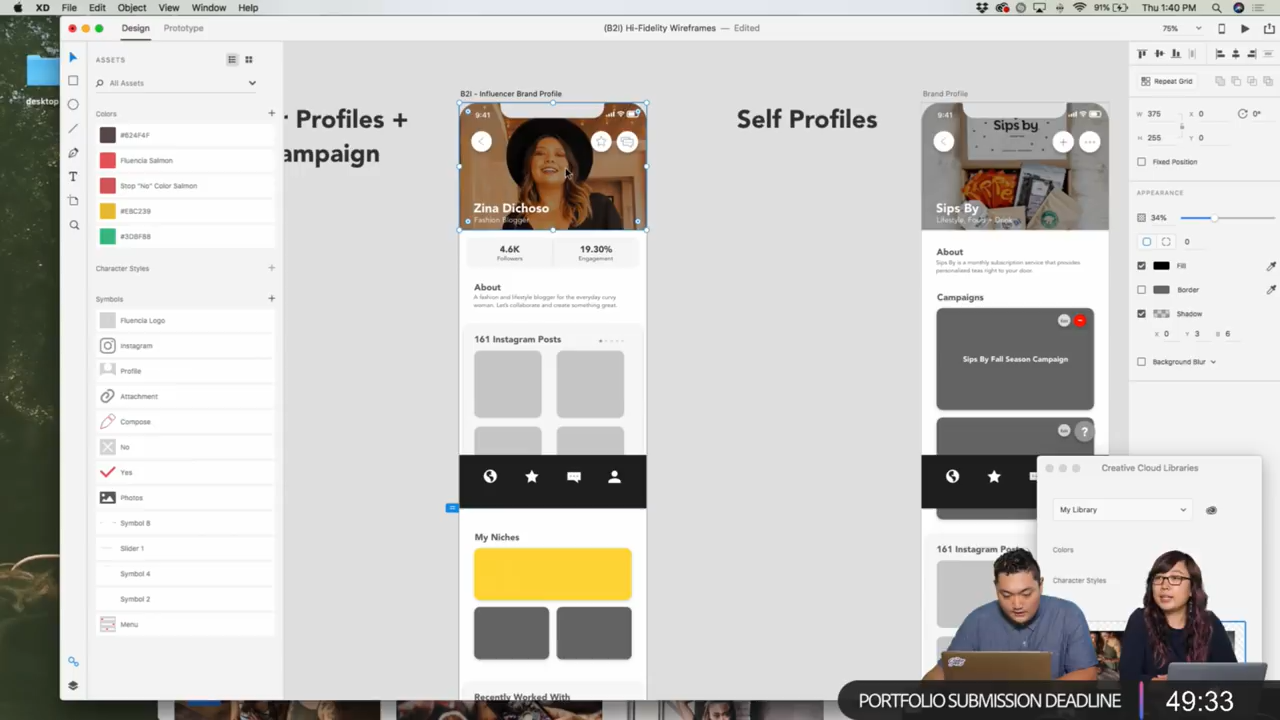 XD File Edit Object View Window Help
91% Thu 1:40 PM
Design Prototype
(B2I) Hi-Fidelity Wireframes — Edited
75%
desktop
ASSETS
All Assets
Colors
#524F4F
Fluencia Salmon
Stop "No" Color Salmon
#EBC239
#3DBF88
Character Styles
Symbols
Fluencia Logo
Instagram
Profile
Attachment
Compose
No
Yes
Photos
Symbol 8
Slider 1
Symbol 4
Symbol 2
Menu
r Profiles +
ampaign
B2I - Influencer Brand Profile
9:41
Zina Dichoso
Fashion Blogger
4.6K
Followers
19.30%
Engagement
About
A fashion and lifestyle blogger for the everyday curvy
woman. Let's collaborate and create something great.
161 Instagram Posts
My Niches
Recently Worked With
Self Profiles
Brand Profile
9:41
Sips by
Sips By
Lifestyle, Food + Drink
About
Sips By is a monthly subscription service that provides
personalized teas right to your door.
Campaigns
Sips By Fall Season Campaign
?
161 Instagram Posts
Repeat Grid
W 375 X 0 0°
H 255 Y 0
Fixed Position
APPEARANCE
34%
0
Fill
Border
Shadow
X 0 Y 3 B 6
Background Blur
Creative Cloud Libraries
My Library
Colors
Character Styles
PORTFOLIO SUBMISSION DEADLINE 49:33